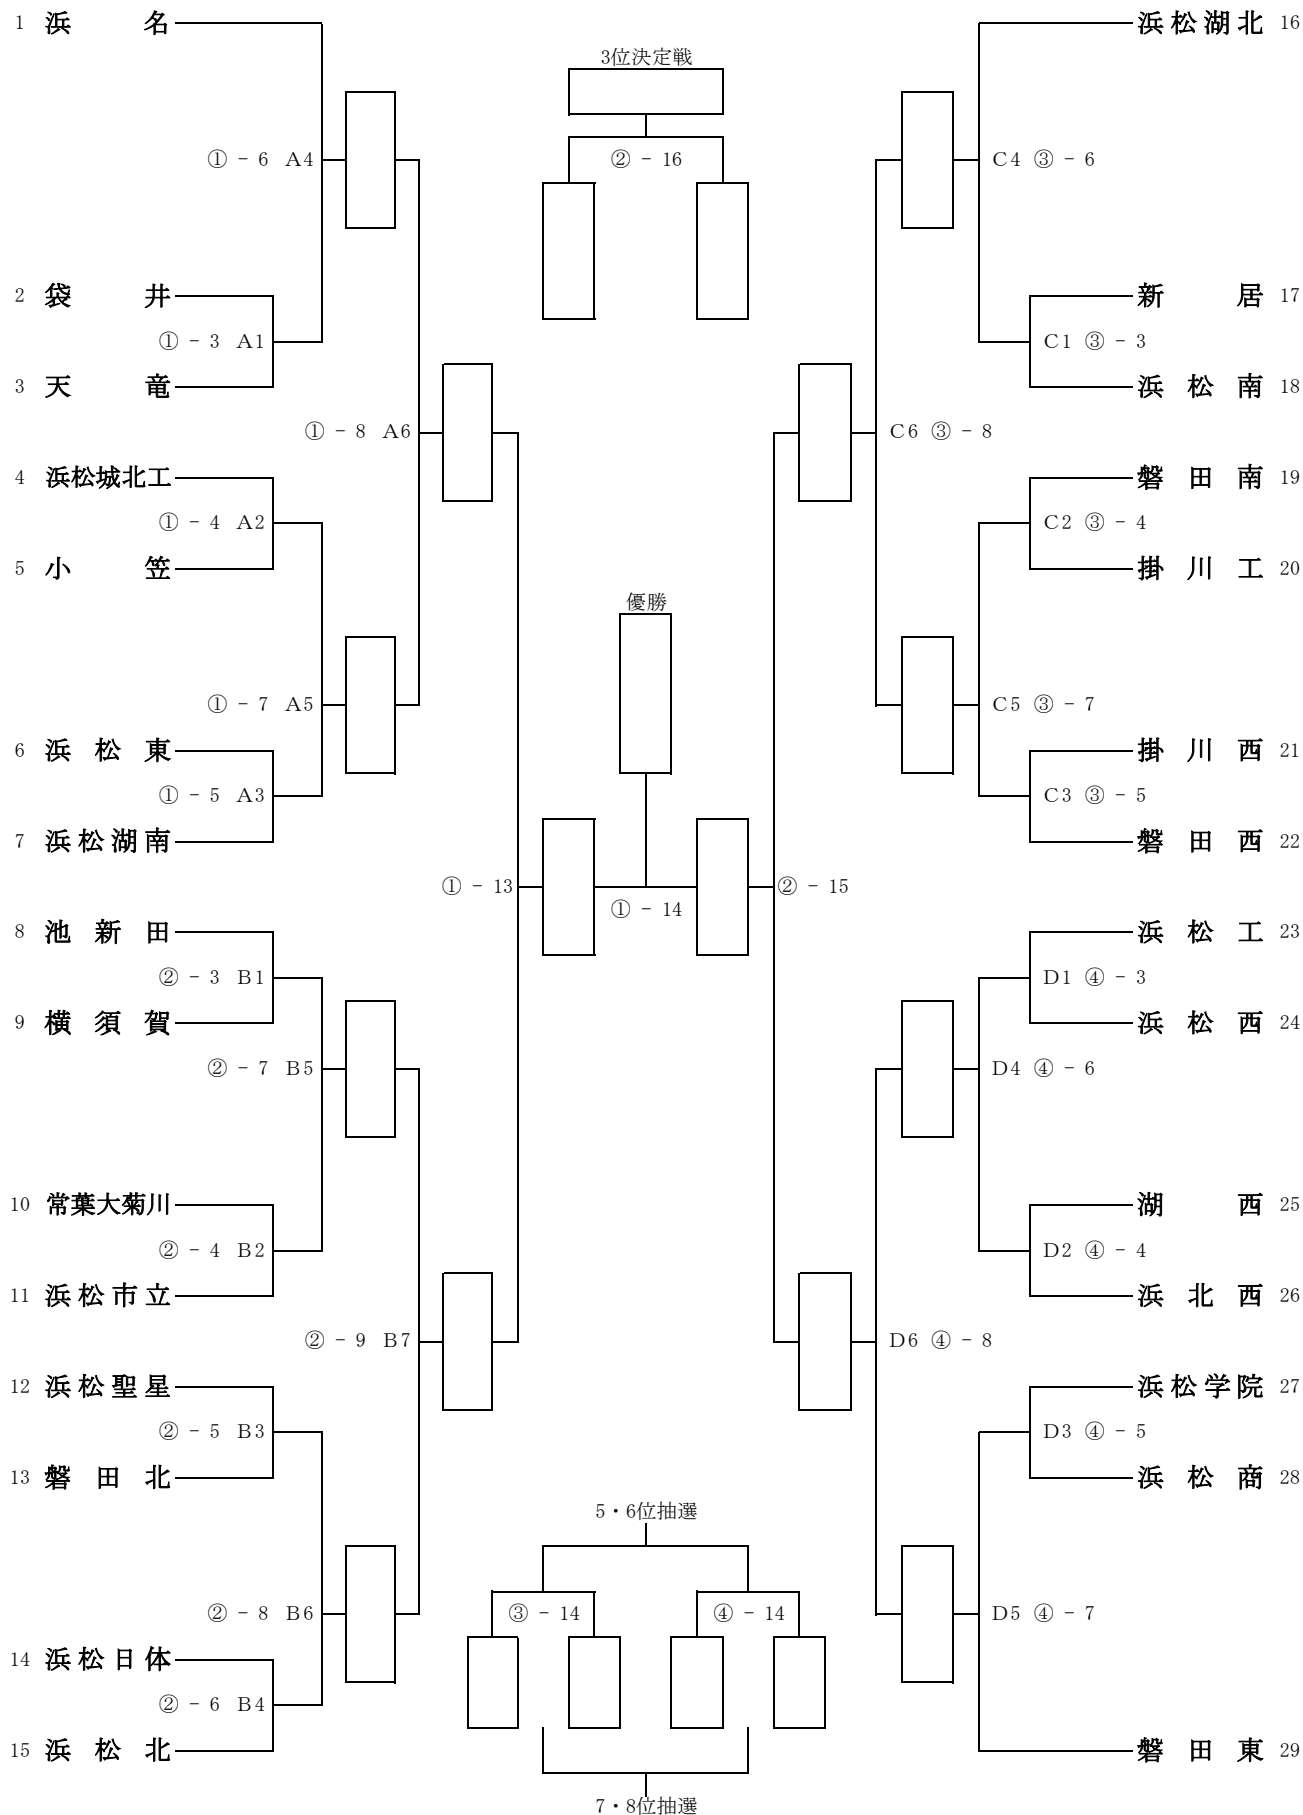 1 浜名
① - 6 A4
2 袋井
① - 3 A1
3 天竜
① - 8 A6
4 浜松城北工
① - 4 A2
5 小笠
① - 7 A5
6 浜松東
① - 5 A3
7 浜松湖南
① - 13
8 池新田
② - 3 B1
9 横須賀
② - 7 B5
10 常葉大菊川
② - 4 B2
11 浜松市立
② - 9 B7
12 浜松聖星
② - 5 B3
13 磐田北
② - 8 B6
14 浜松日体
② - 6 B4
15 浜松北
3位決定戦
② - 16
優勝
① - 14
5・6位抽選
③ - 14
④ - 14
7・8位抽選
浜松湖北 16
C4 ③ - 6
新居 17
C1 ③ - 3
浜松南 18
C6 ③ - 8
磐田南 19
C2 ③ - 4
掛川工 20
C5 ③ - 7
掛川西 21
C3 ③ - 5
磐田西 22
② - 15
浜松工 23
D1 ④ - 3
浜松西 24
D4 ④ - 6
湖西 25
D2 ④ - 4
浜北西 26
D6 ④ - 8
浜松学院 27
D3 ④ - 5
浜松商 28
D5 ④ - 7
磐田東 29